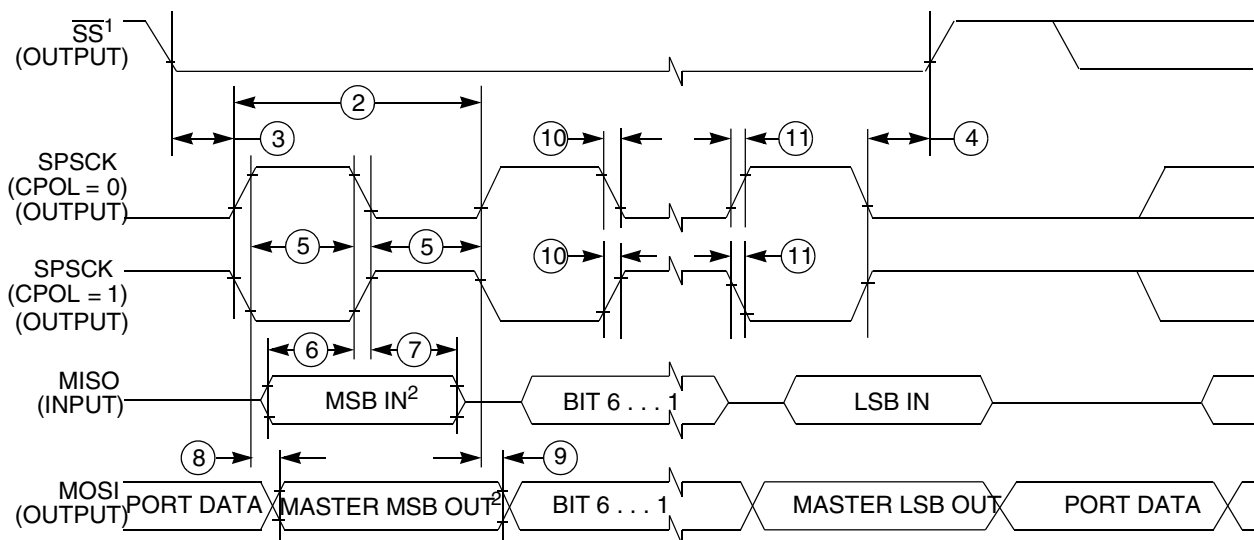 SS1
(OUTPUT)
2
3
10
11
4
SPSCK
(CPOL = 0)
(OUTPUT)
5
5
10
11
SPSCK
(CPOL = 1)
(OUTPUT)
6
7
MISO
(INPUT)
MSB IN2
BIT 6 . . . 1
LSB IN
8
9
MOSI
(OUTPUT)
PORT DATA
MASTER MSB OUT2
BIT 6 . . . 1
MASTER LSB OUT
PORT DATA